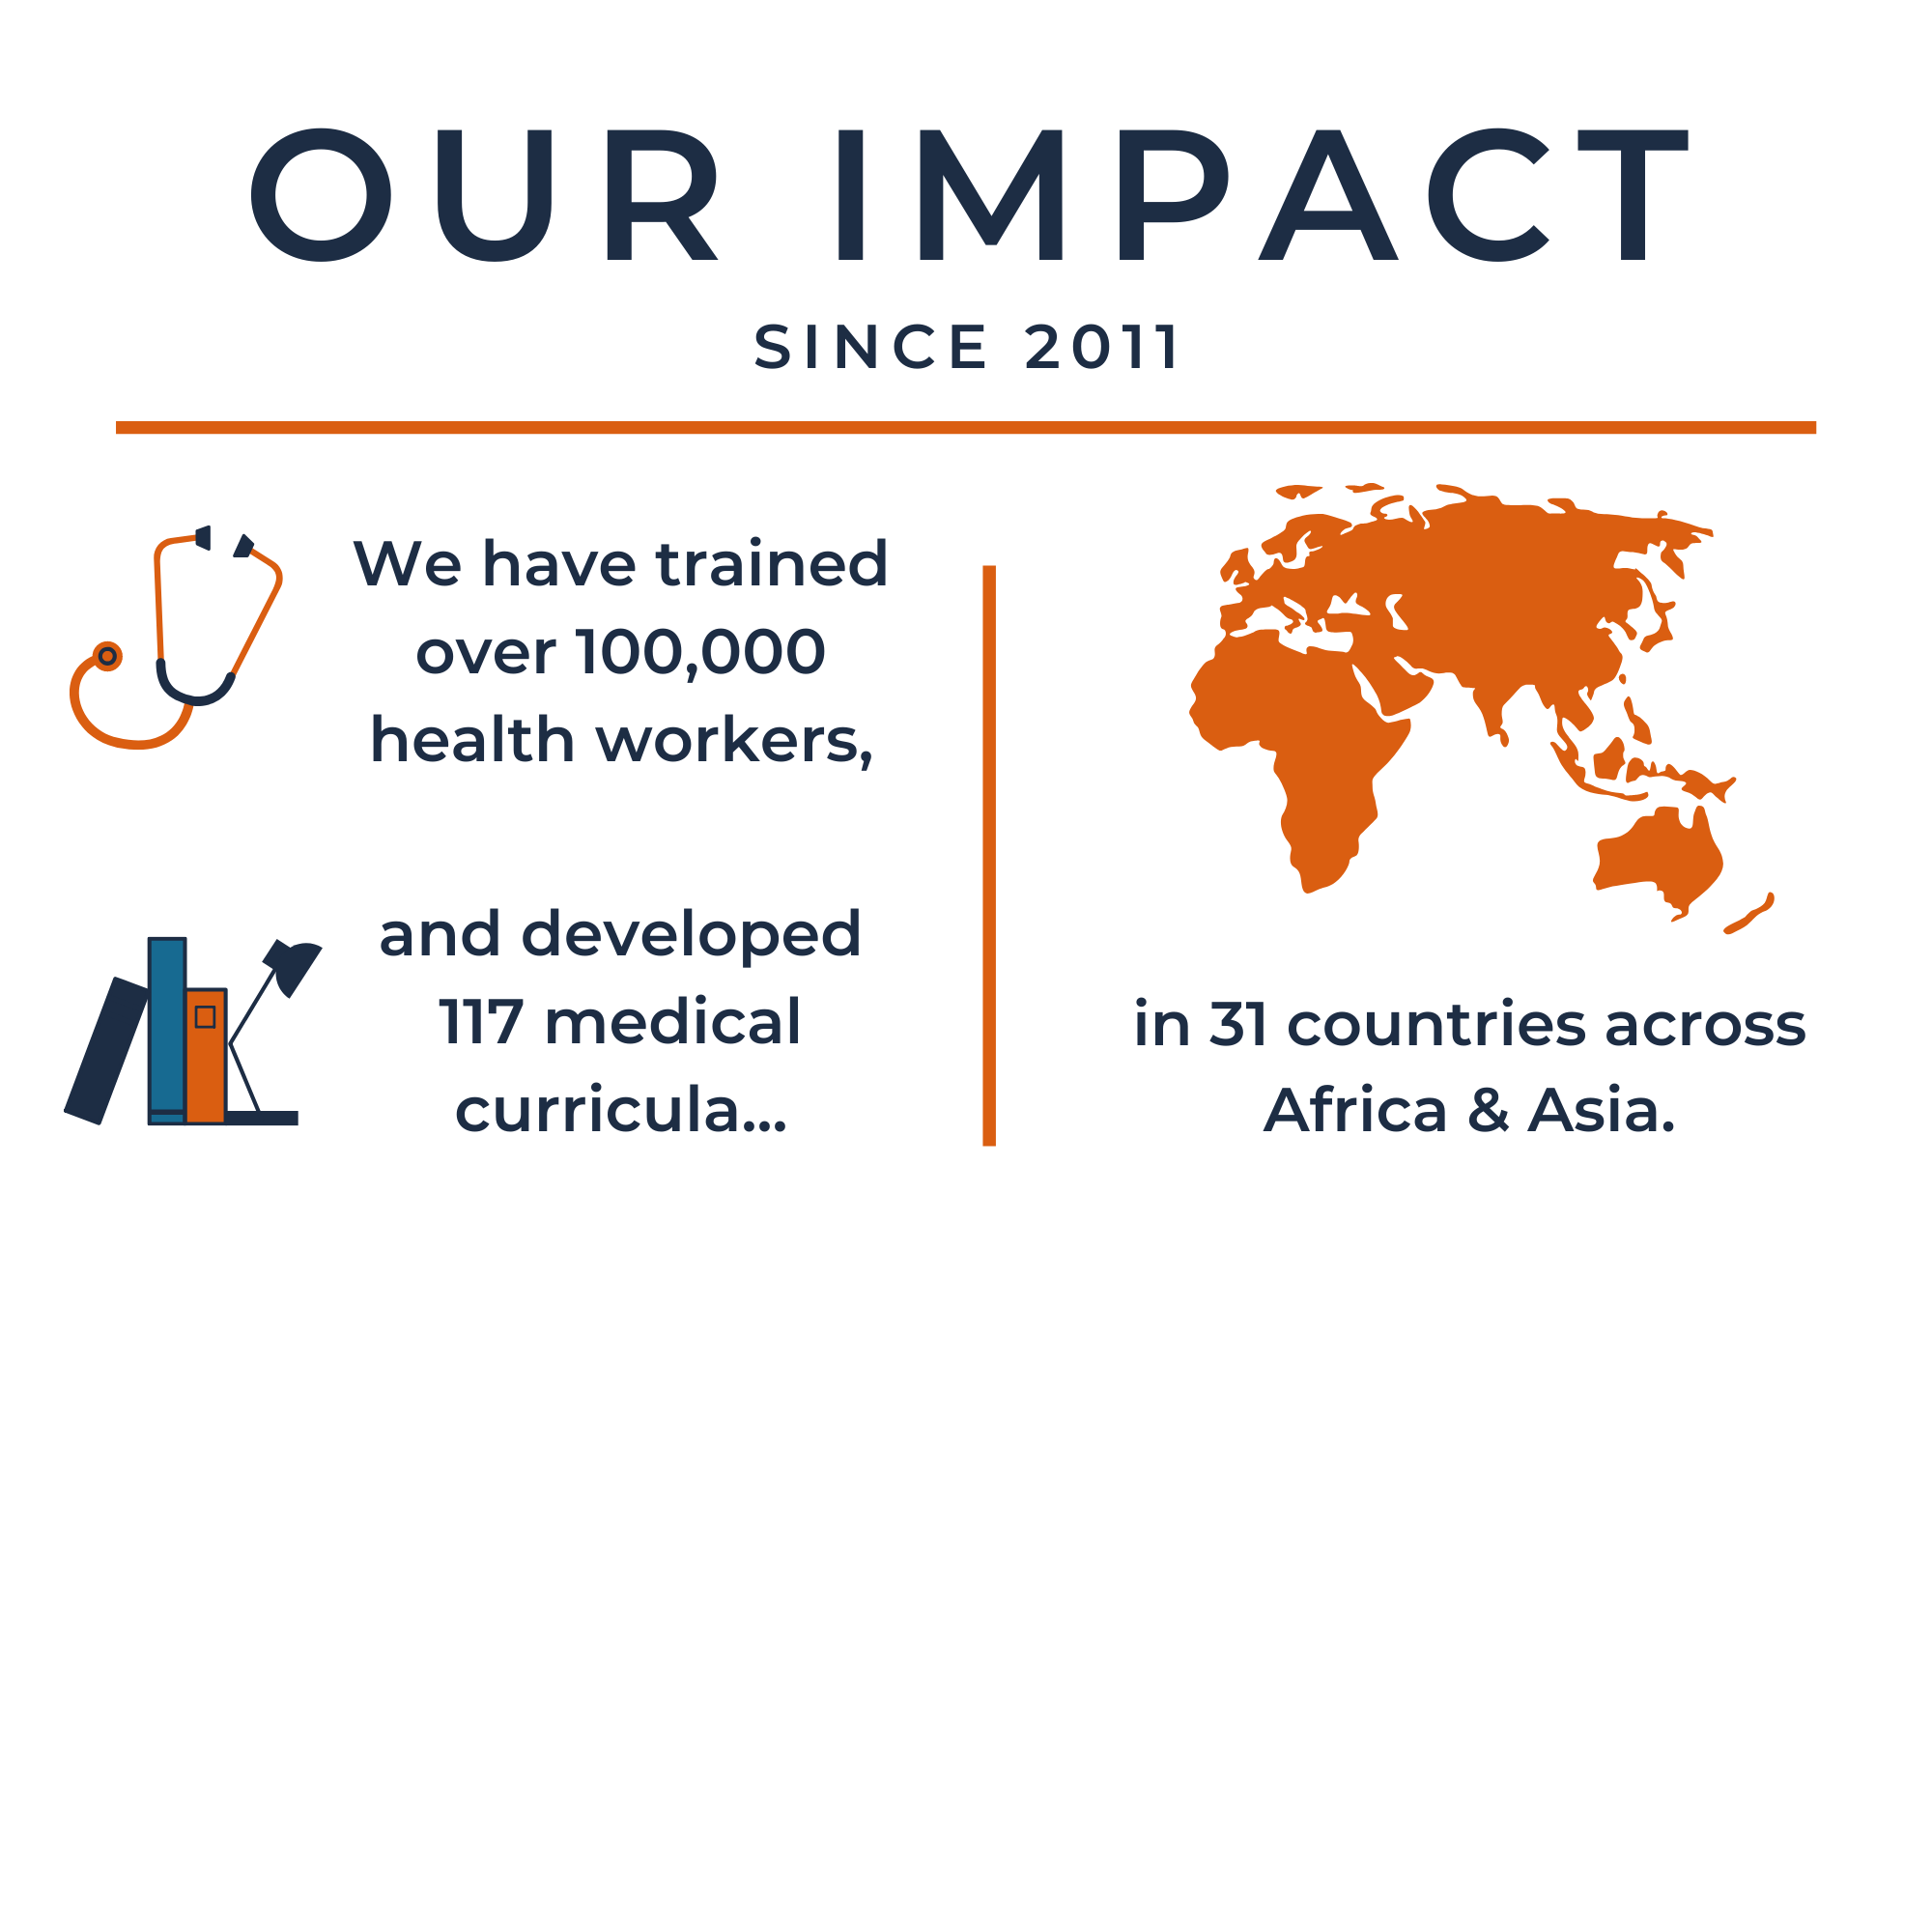 OUR IMPACT
SINCE 2011
We have trained
over 100,000
health workers,
and developed
117 medical
curricula...
in 31 countries across
Africa & Asia.